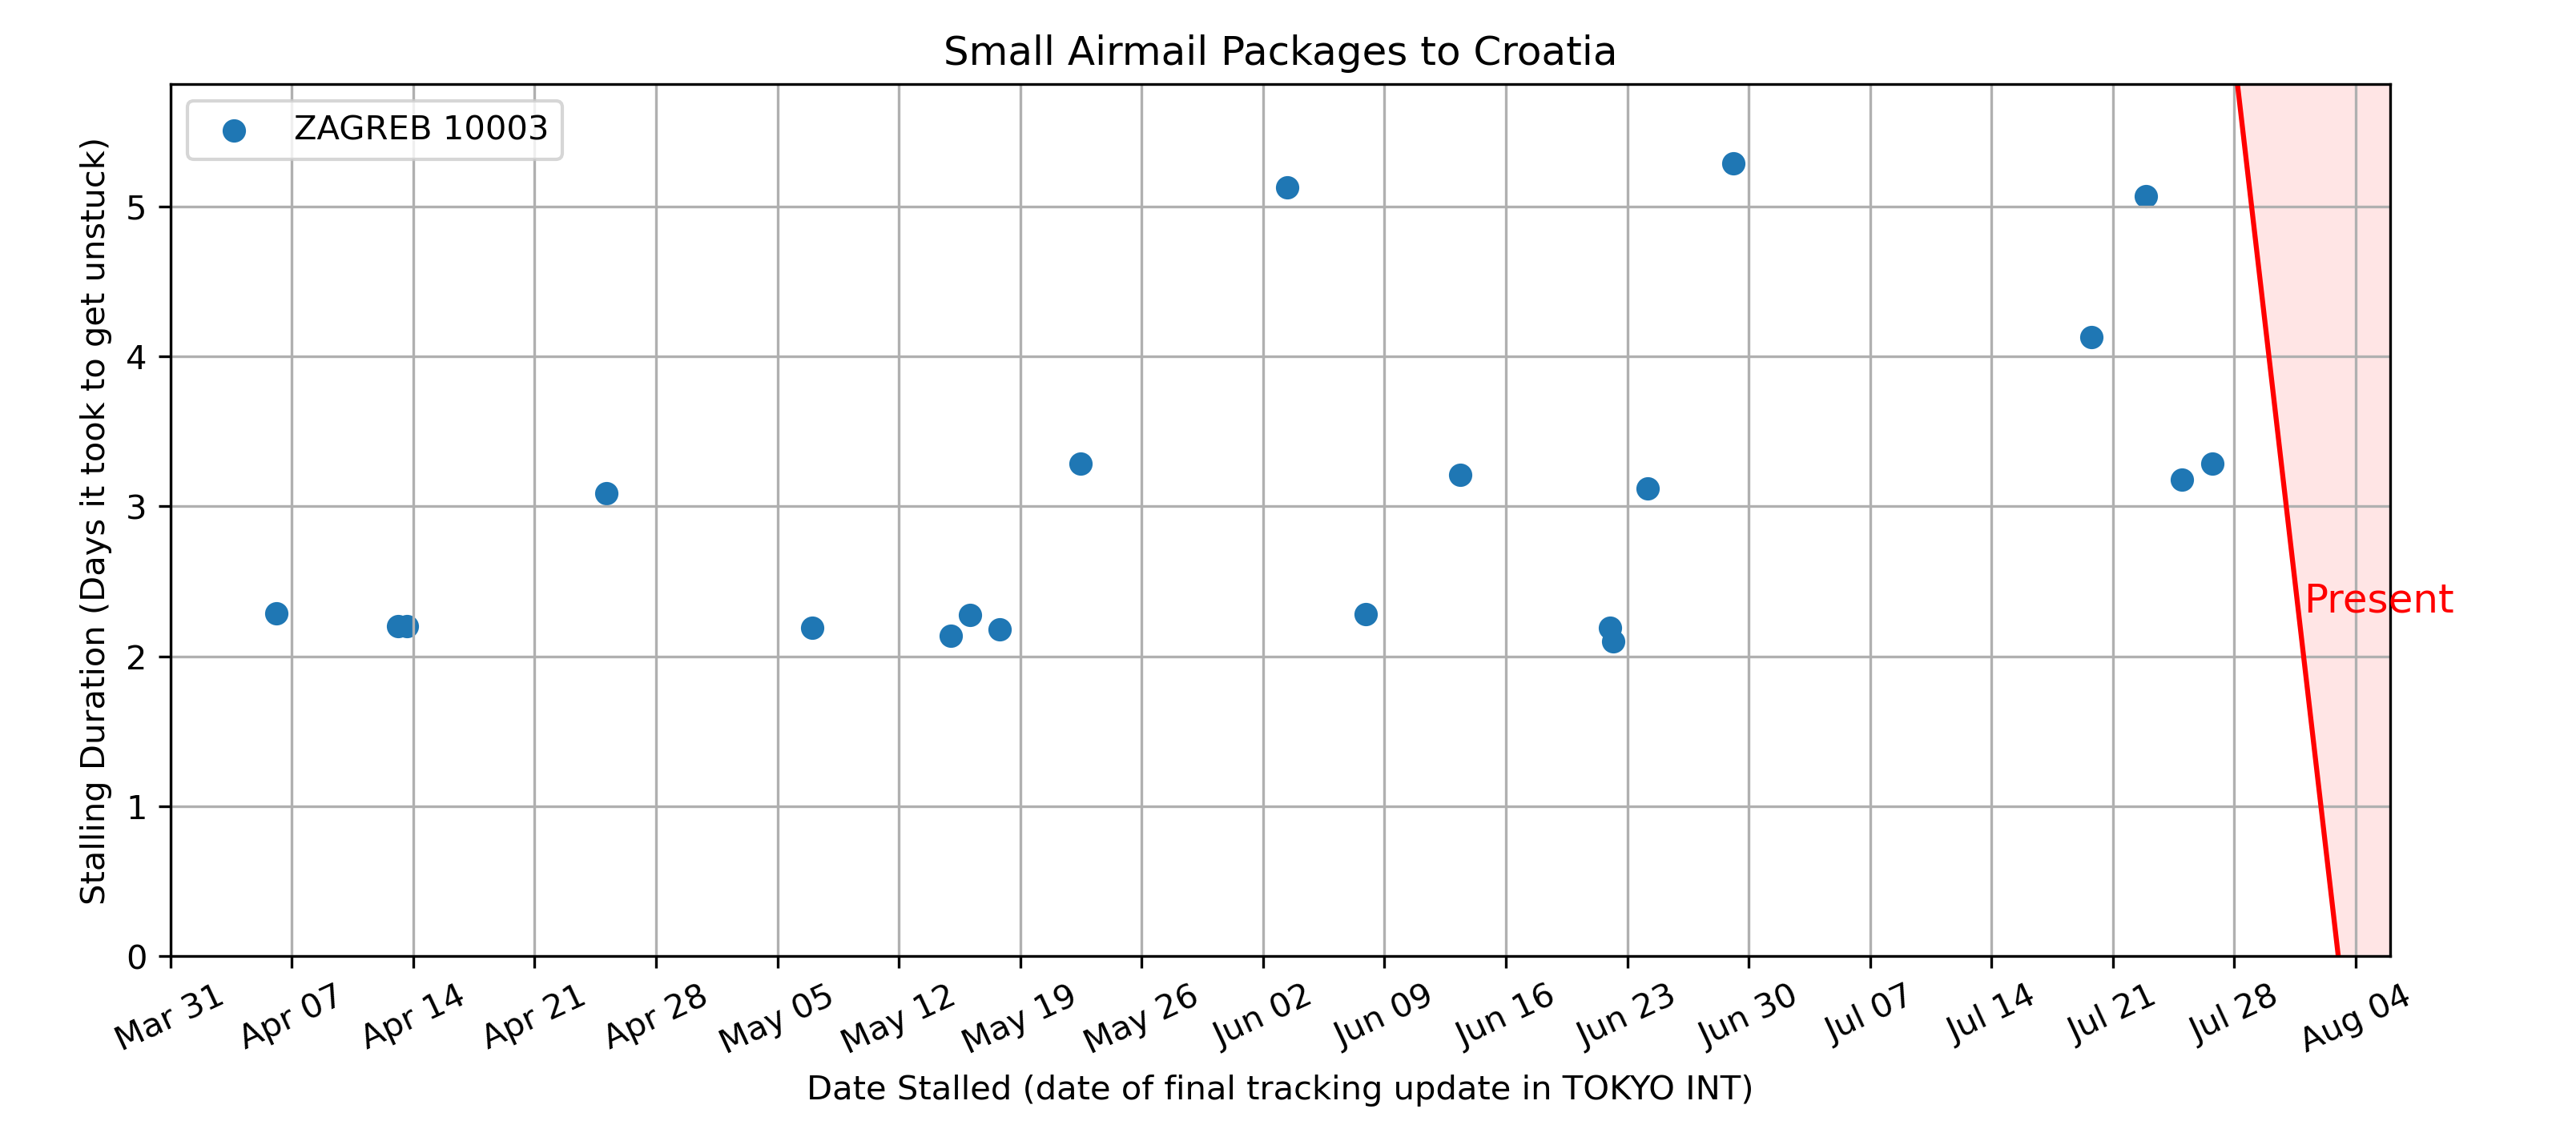 Small Airmail Packages to Croatia
ZAGREB 10003
Stalling Duration (Days it took to get unstuck)
5
4
3
2
1
0
Present
Mar 31 Apr 07 Apr 14 Apr 21 Apr 28 May 05 May 12 May 19 May 26 Jun 02 Jun 09 Jun 16 Jun 23 Jun 30 Jul 07 Jul 14 Jul 21 Jul 28 Aug 04
Date Stalled (date of final tracking update in TOKYO INT)